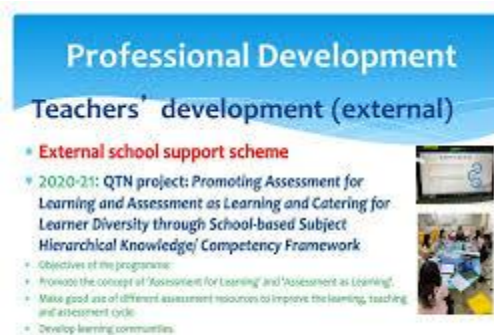 Professional Development
Teachers' development (external)
External school support scheme
2020-21: QTN project: Promoting Assessment for
Learning and Assessment as Learning and Catering for
Learner Diversity through School-based Subject
Hierarchical Knowledge/ Competency Framework
Objectives of the programme:
Promote the concept of 'Assessment for Learning' and 'Assessment as Learning'.
Make good use of different assessment resources to improve the learning, teaching
and assessment cycle
Develop learning communities